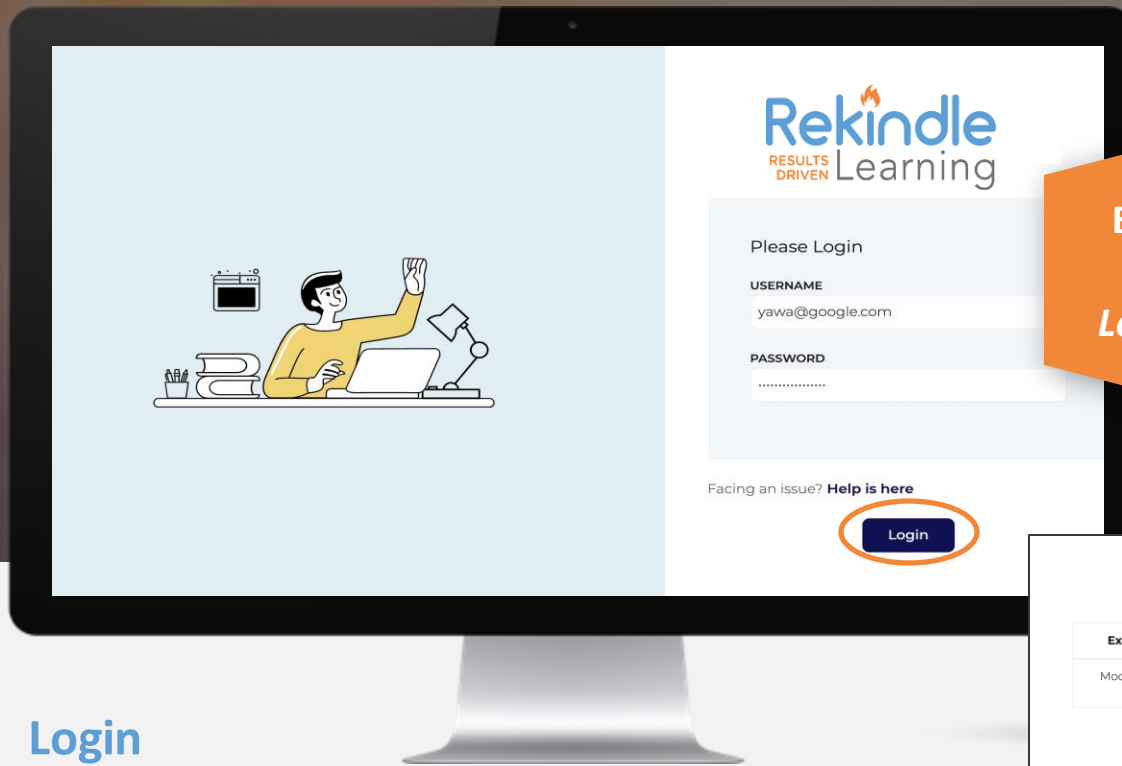 Rekindle
RESULTS DRIVEN Learning
Please Login
USERNAME
yawa@google.com
PASSWORD
.................
Facing an issue? Help is here
Login
Login